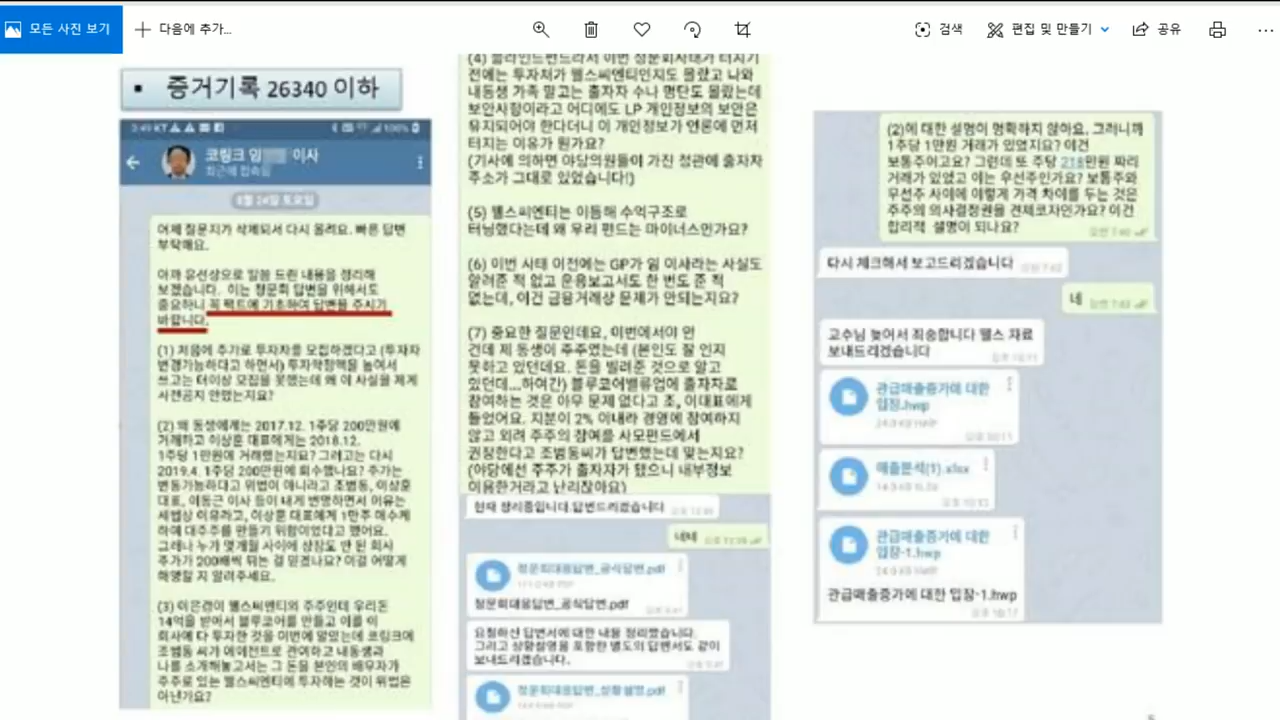 모든 사진 보기
다음에 추가...
검색
편집 및 만들기
공유
증거기록 26340 이하
코링크 임 이사
최근에 접속함
8월 24일 토요일
어제 질문지가 삭제되서 다시 올려요. 빠른 답변
부탁해요.
아까 유선상으로 말씀 드린 내용을 정리해
보겠습니다. 이는 청문회 답변을 위해서도
중요하니 꼭 팩트에 기초하여 답변을 주시기
바랍니다.
(1) 처음에 추가로 투자자를 모집하겠다고 (투자자
변경가능하다고 하면서) 투자약정액을 높여서
쓰고는 더이상 모집을 못했는데 왜 이 사실을 제게
사전공지 안했는지요?
(2) 왜 동생에게는 2017.12. 1주당 200만원에
거래하고 이상훈 대표에게는 2018.12.
1주당 1만원에 거래했는지요? 그러고는 다시
2019.4. 1주당 200만원에 회수했나요? 주가는
변동가능하다고 위법이 아니라고 조범동, 이상훈
대표, 이동근 이사 등이 내게 변명하면서 이유는
세법상 이유라고, 이상훈 대표에게 1만주 매수케
하여 대주주를 만들기 위함이었다고 했어요.
그러나 누가 몇개월 사이에 상장도 안 된 회사
주가가 200배씩 뛰는 걸 믿겠나요? 이걸 어떻게
해명할 지 알려주세요.
(3) 이은경이 웰스씨엔티의 주주인데 우리돈
14억을 받아서 블루코어를 만들고 이를 이
회사에 다 투자한 것을 이번에 알았는데 코링크에
조범동 씨가 에이전트로 관여하고 내동생과
나를 소개해놓고서는 그 돈을 본인의 배우자가
주주로 있는 웰스씨엔티에 투자하는 것이 위법은
아닌가요?
(4) 블라인드펀드라서 이번 청문회사태가 터지기
전에는 투자처가 웰스씨엔티인지도 몰랐고 나와
내동생 가족 말고는 출자자 수나 명단도 몰랐는데
보안사항이라고 어디에도 LP 개인정보의 보안은
유지되어야 한다더니 이 개인정보가 언론에 먼저
터지는 이유가 뭔가요?
(기사에 의하면 야당의원들이 가진 정관에 출자자
주소가 그대로 있었습니다!)
(5) 웰스씨엔티는 이듬해 수익구조로
터닝했다는데 왜 우리 펀드는 마이너스인가요?
(6) 이번 사태 이전에는 GP가 임 이사라는 사실도
알려준 적 없고 운용보고서도 한 번도 준 적
없는데, 이건 금융거래상 문제가 안되는지요?
(7) 중요한 질문인데요, 이번에서야 안
건데 제 동생이 주주였는데 (본인도 잘 인지
못하고 있던데요. 돈을 빌려준 것으로 알고
있던데...하여간) 블루코어밸류업에 출자자로
참여하는 것은 아무 문제 없다고 조, 이대표에게
들었어요. 지분이 2% 이내라 경영에 참여하지
않고 외려 주주의 참여를 사모펀드에서
권장한다고 조범동씨가 답변했는데 맞는지요?
(야당에선 주주가 출자자가 됐으니 내부정보
이용한거라고 난리잖아요)
현재 정리중입니다.답변드리겠습니다
네네
청문회대응답변_공식답변.pdf
청문회대응답변_공식답변.pdf
요청하신 답변서에 대한 내용 정리했습니다.
그리고 상황설명을 포함한 별도의 답변서도 같이
보내드리겠습니다.
청문회대응답변_상황설명.pdf
(2)에 대한 설명이 명확하지 않아요. 그러니까
1주당 1만원 거래가 있었지요? 이건
보통주이고요? 그런데 또 주당 218만원 짜리
거래가 있었고 이는 우선주인가요? 보통주와
우선주 사이에 이렇게 가격 차이를 두는 것은
주주의 의사결정권을 견제코자인가요? 이건
합리적 설명이 되나요?
다시 체크해서 보고드리겠습니다
네
교수님 늦어서 죄송합니다 웰스 자료
보내드리겠습니다
관급매출증가에 대한
입장.hwp
매출분석(1).xlsx
관급매출증가에 대한
입장-1.hwp
관급매출증가에 대한 입장-1.hwp